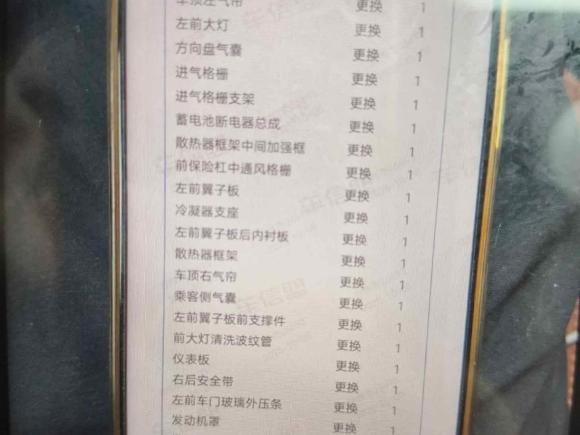 车顶左气帘 更换 1
左前大灯 更换 1
方向盘气囊 更换 1
进气格栅 更换 1
进气格栅支架 更换 1
蓄电池断电器总成 更换 1
散热器框架中间加强框 更换 1
前保险杠中通风格栅 更换 1
左前翼子板 更换 1
冷凝器支座 更换 1
左前翼子板后内衬板 更换 1
散热器框架 更换 1
车顶右气帘 更换 1
乘客侧气囊 更换 1
左前翼子板前支撑件 更换 1
前大灯清洗波纹管 更换 1
仪表板 更换 1
右后安全带 更换 1
左前车门玻璃外压条 更换 1
发动机罩 更换 1